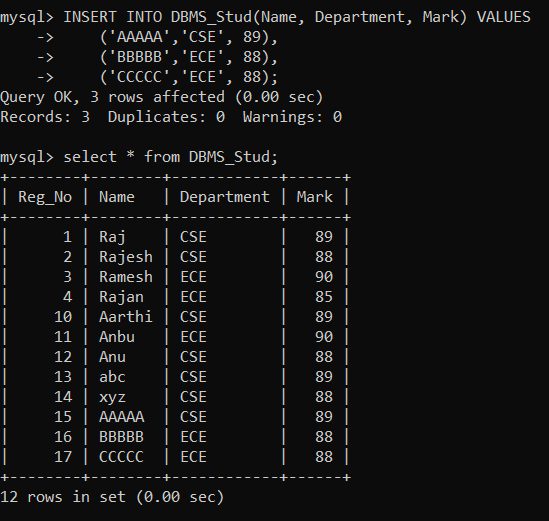 mysql> INSERT INTO DBMS_Stud(Name, Department, Mark) VALUES
    ->     ('AAAAA','CSE', 89),
    ->     ('BBBBB','ECE', 88),
    ->     ('CCCCC','ECE', 88);
Query OK, 3 rows affected (0.00 sec)
Records: 3  Duplicates: 0  Warnings: 0

mysql> select * from DBMS_Stud;
+--------+--------+------------+------+
| Reg_No | Name   | Department | Mark |
+--------+--------+------------+------+
|      1 | Raj    | CSE        |   89 |
|      2 | Rajesh | CSE        |   88 |
|      3 | Ramesh | ECE        |   90 |
|      4 | Rajan  | ECE        |   85 |
|     10 | Aarthi | CSE        |   89 |
|     11 | Anbu   | ECE        |   90 |
|     12 | Anu    | CSE        |   88 |
|     13 | abc    | CSE        |   89 |
|     14 | xyz    | CSE        |   88 |
|     15 | AAAAA  | CSE        |   89 |
|     16 | BBBBB  | ECE        |   88 |
|     17 | CCCCC  | ECE        |   88 |
+--------+--------+------------+------+
12 rows in set (0.00 sec)